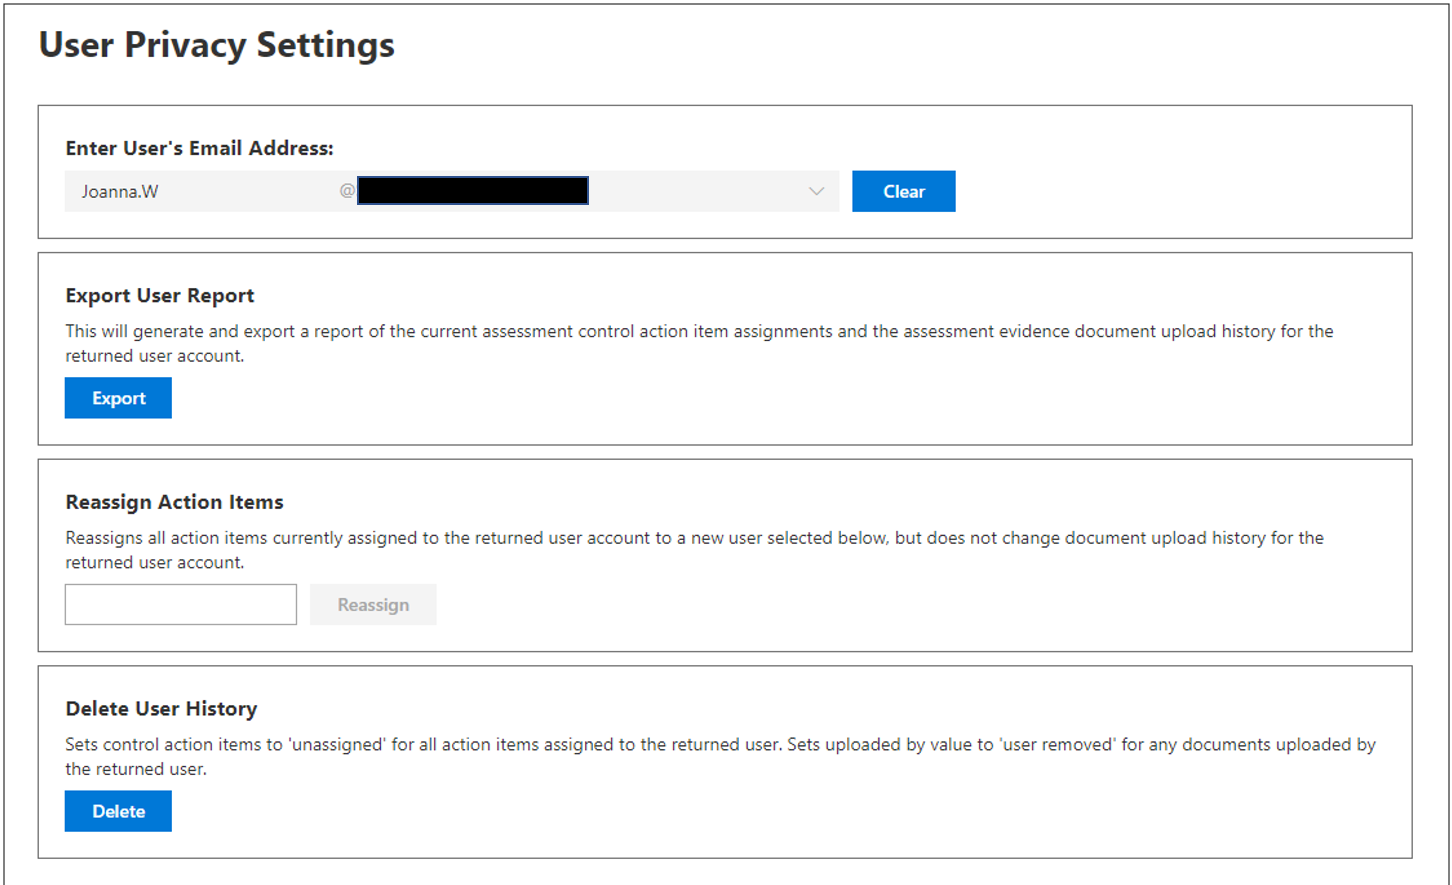 User Privacy Settings
Enter User's Email Address:
Joanna.W @ Clear
Export User Report
This will generate and export a report of the current assessment control action item assignments and the assessment evidence document upload history for the
returned user account.
Export
Reassign Action Items
Reassigns all action items currently assigned to the returned user account to a new user selected below, but does not change document upload history for the
returned user account.
Reassign
Delete User History
Sets control action items to 'unassigned' for all action items assigned to the returned user. Sets uploaded by value to 'user removed' for any documents uploaded by
the returned user.
Delete